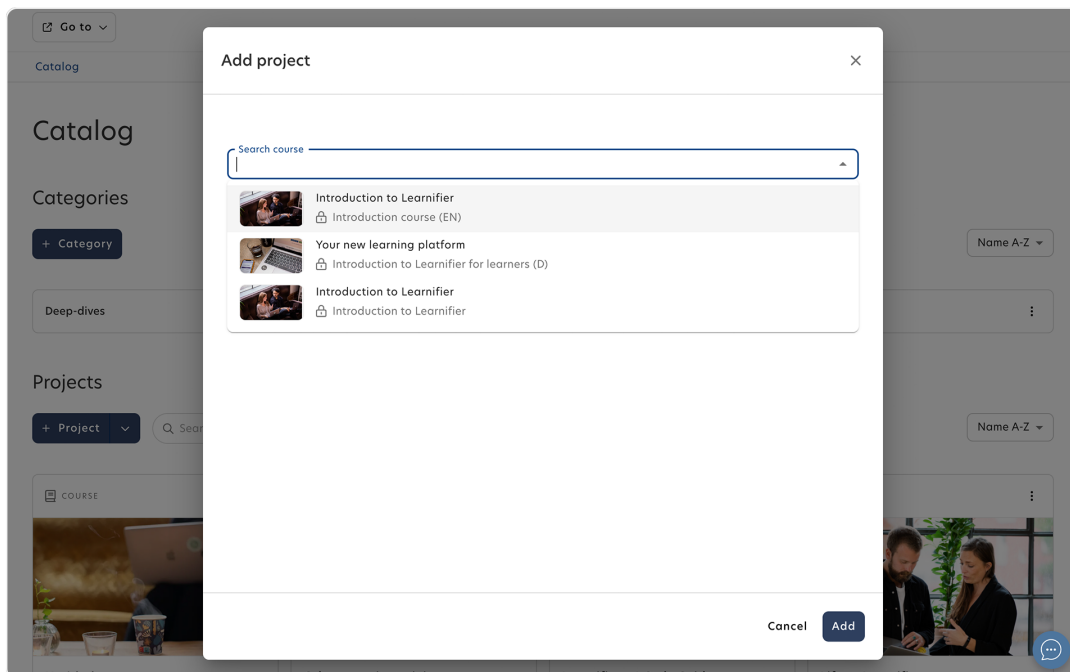 Go to
Catalog
Catalog
Categories
+ Category
Name A-Z
Deep-dives
Projects
+ Project
Sear
Name A-Z
COURSE
Add project
Search course
Introduction to Learnifier
Introduction course (EN)
Your new learning platform
Introduction to Learnifier for learners (D)
Introduction to Learnifier
Introduction to Learnifier
Cancel
Add